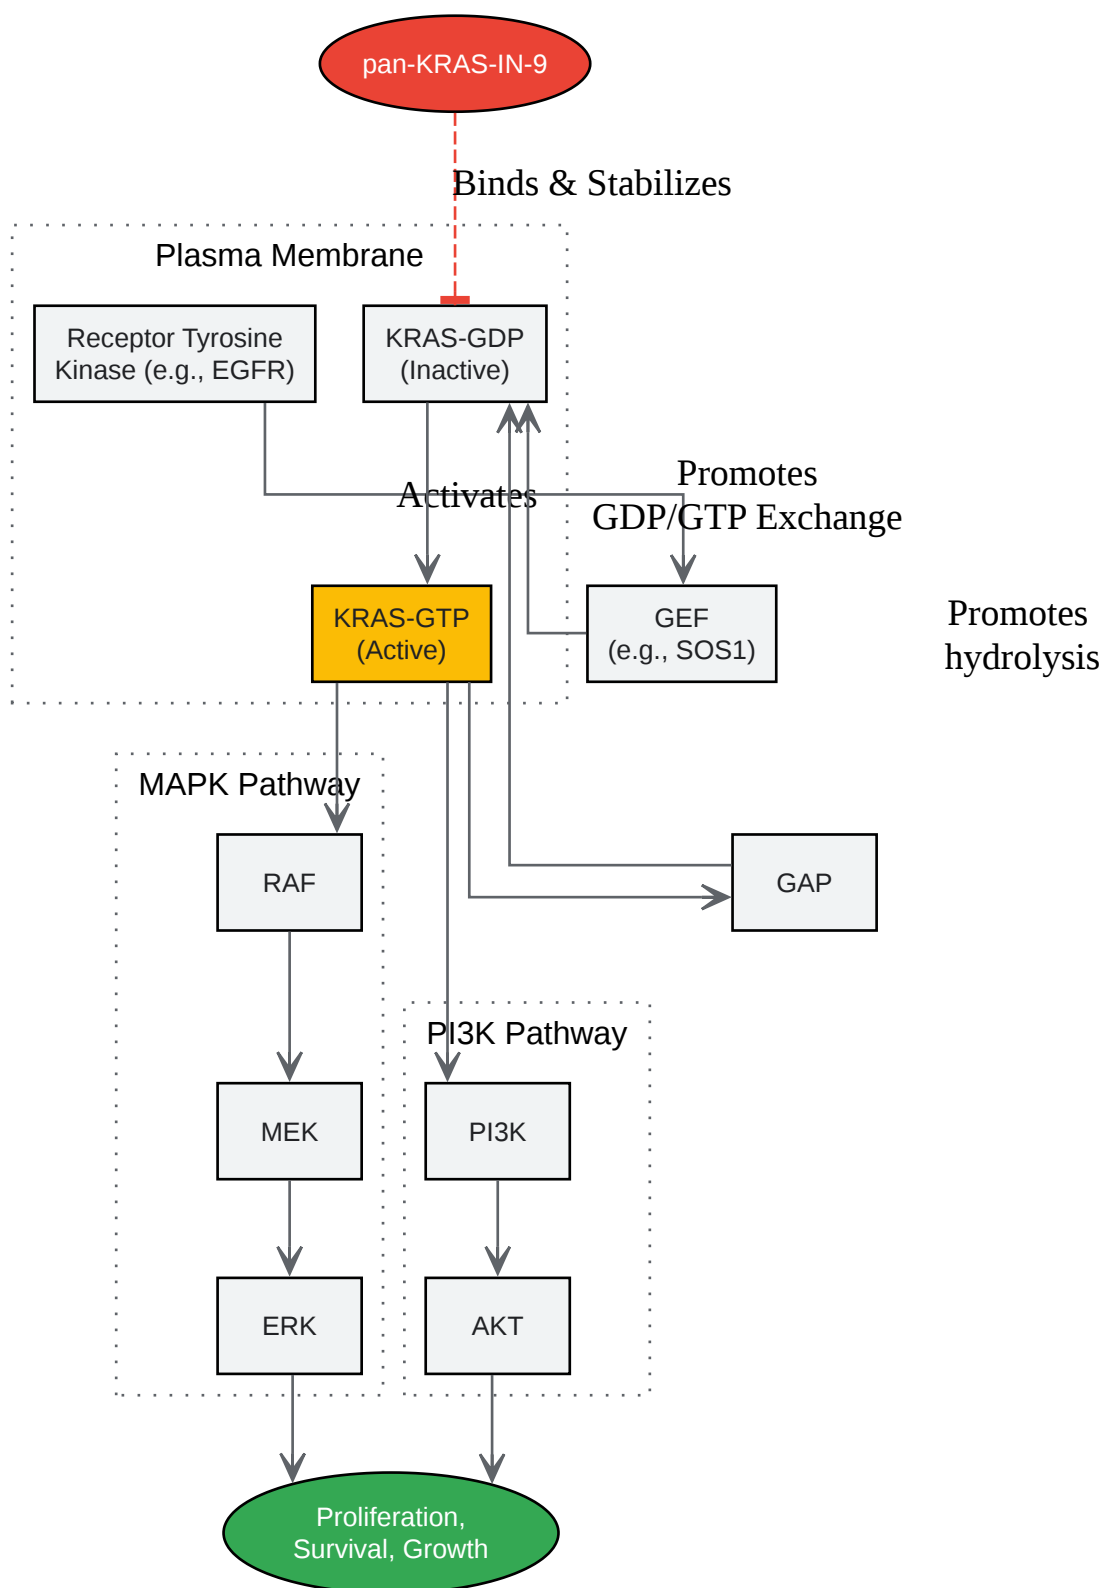 pan-KRAS-IN-9
Binds & Stabilizes
Plasma Membrane
Receptor Tyrosine
Kinase (e.g., EGFR)
KRAS-GDP
(Inactive)
Activates
Promotes
GDP/GTP Exchange
KRAS-GTP
(Active)
GEF
(e.g., SOS1)
Promotes
hydrolysis
MAPK Pathway
RAF
GAP
PI3K Pathway
MEK
PI3K
ERK
AKT
Proliferation,
Survival, Growth